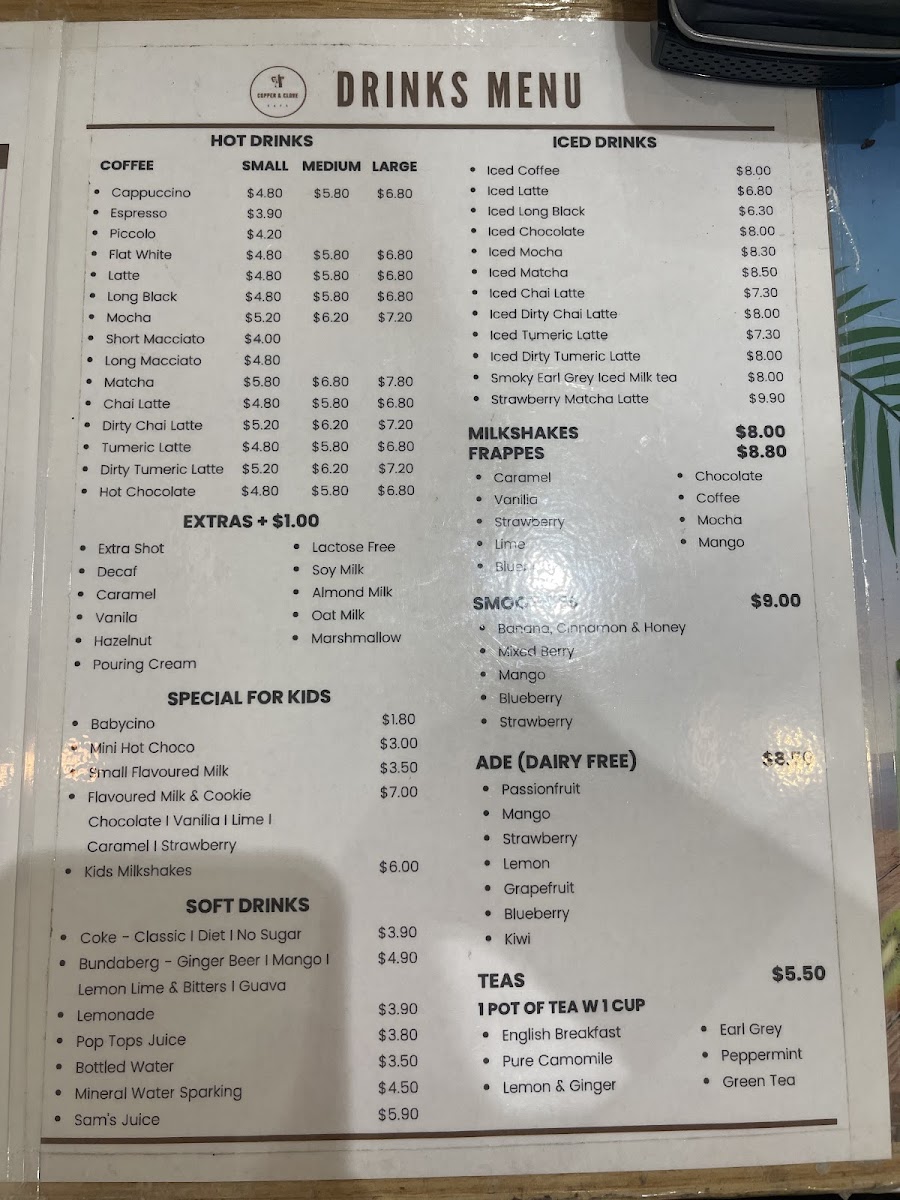 COPPER & CLOVE
DRINKS MENU
HOT DRINKS
COFFEE SMALL MEDIUM LARGE
• Cappuccino $4.80 $5.80 $6.80
• Espresso $3.90
• Piccolo $4.20
• Flat White $4.80 $5.80 $6.80
• Latte $4.80 $5.80 $6.80
• Long Black $4.80 $5.80 $6.80
• Mocha $5.20 $6.20 $7.20
• Short Macciato $4.00
• Long Macciato $4.80
• Matcha $5.80 $6.80 $7.80
• Chai Latte $4.80 $5.80 $6.80
• Dirty Chai Latte $5.20 $6.20 $7.20
• Tumeric Latte $4.80 $5.80 $6.80
• Dirty Tumeric Latte $5.20 $6.20 $7.20
• Hot Chocolate $4.80 $5.80 $6.80
EXTRAS + $1.00
• Extra Shot
• Decaf
• Caramel
• Vanila
• Hazelnut
• Pouring Cream
• Lactose Free
• Soy Milk
• Almond Milk
• Oat Milk
• Marshmallow
SPECIAL FOR KIDS
• Babycino $1.80
• Mini Hot Choco $3.00
• Small Flavoured Milk $3.50
• Flavoured Milk & Cookie $7.00
Chocolate I Vanilia I Lime I
Caramel I Strawberry
• Kids Milkshakes $6.00
SOFT DRINKS
• Coke - Classic I Diet I No Sugar $3.90
• Bundaberg - Ginger Beer I Mango I $4.90
Lemon Lime & Bitters I Guava
• Lemonade $3.90
• Pop Tops Juice $3.80
• Bottled Water $3.50
• Mineral Water Sparking $4.50
• Sam's Juice $5.90
ICED DRINKS
• Iced Coffee $8.00
• Iced Latte $6.80
• Iced Long Black $6.30
• Iced Chocolate $8.00
• Iced Mocha $8.30
• Iced Matcha $8.50
• Iced Chai Latte $7.30
• Iced Dirty Chai Latte $8.00
• Iced Tumeric Latte $7.30
• Iced Dirty Tumeric Latte $8.00
• Smoky Earl Grey Iced Milk tea $8.00
• Strawberry Matcha Latte $9.90
MILKSHAKES $8.00
FRAPPES $8.80
• Caramel
• Vanilia
• Strawberry
• Lime
• Chocolate
• Coffee
• Mocha
• Mango
$9.00
• Banana, Cinnamon & Honey
• Mixed Berry
• Mango
• Blueberry
• Strawberry
ADE (DAIRY FREE)
• Passionfruit
• Mango
• Strawberry
• Lemon
• Grapefruit
• Blueberry
• Kiwi
TEAS $5.50
1 POT OF TEA W 1 CUP
• English Breakfast
• Pure Camomile
• Lemon & Ginger
• Earl Grey
• Peppermint
• Green Tea